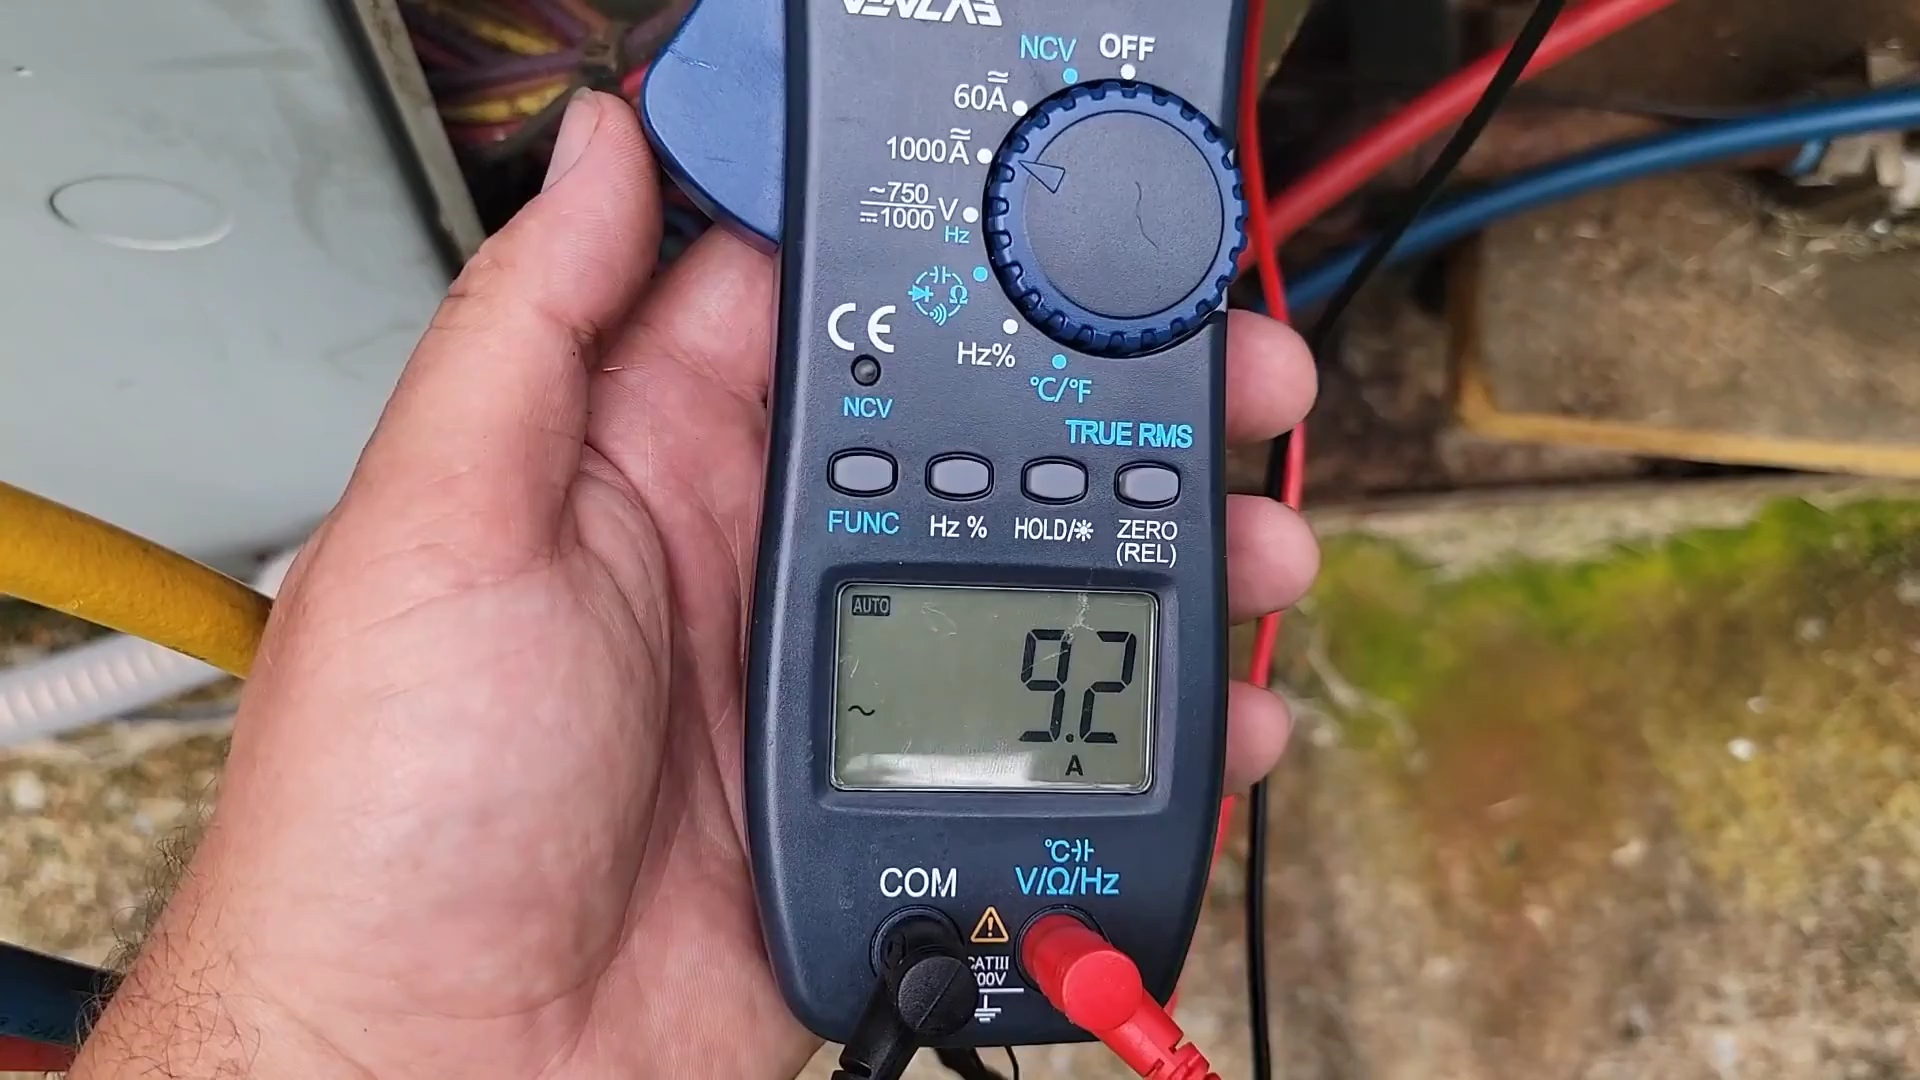 NCV OFF
60A
1000A
~750
⎓1000 V
Hz
CE
Hz%
°C/°F
NCV
TRUE RMS
FUNC Hz % HOLD/☀ ZERO
(REL)
AUTO
9.2
~
A
°C
COM V/Ω/Hz